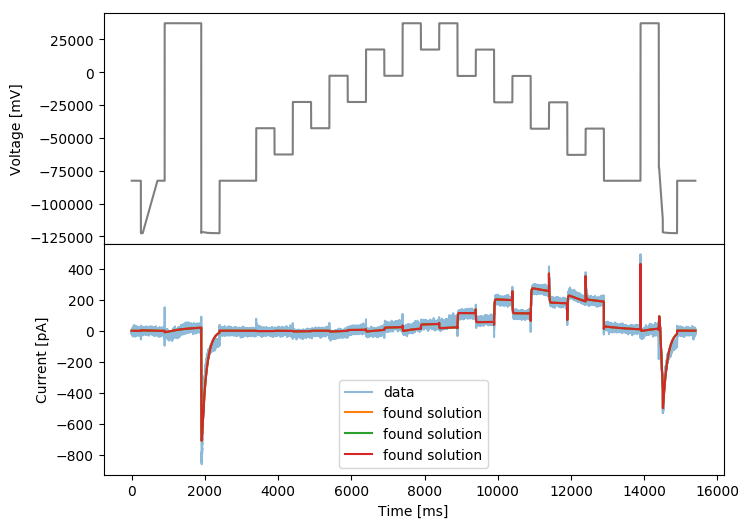 Voltage [mV]
25000
0
−25000
−50000
−75000
−100000
−125000
Current [pA]
400
200
0
−200
−400
−600
−800
data
found solution
found solution
found solution
0 2000 4000 6000 8000 10000 12000 14000 16000
Time [ms]